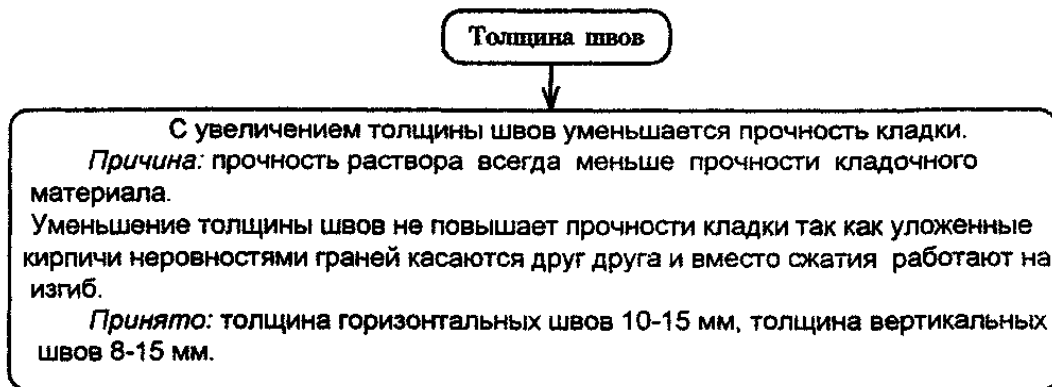 Толщина швов
С увеличением толщины швов уменьшается прочность кладки.
Причина: прочность раствора всегда меньше прочности кладочного
материала.
Уменьшение толщины швов не повышает прочности кладки так как уложенные
кирпичи неровностями граней касаются друг друга и вместо сжатия работают на
изгиб.
Принято: толщина горизонтальных швов 10-15 мм, толщина вертикальных
швов 8-15 мм.